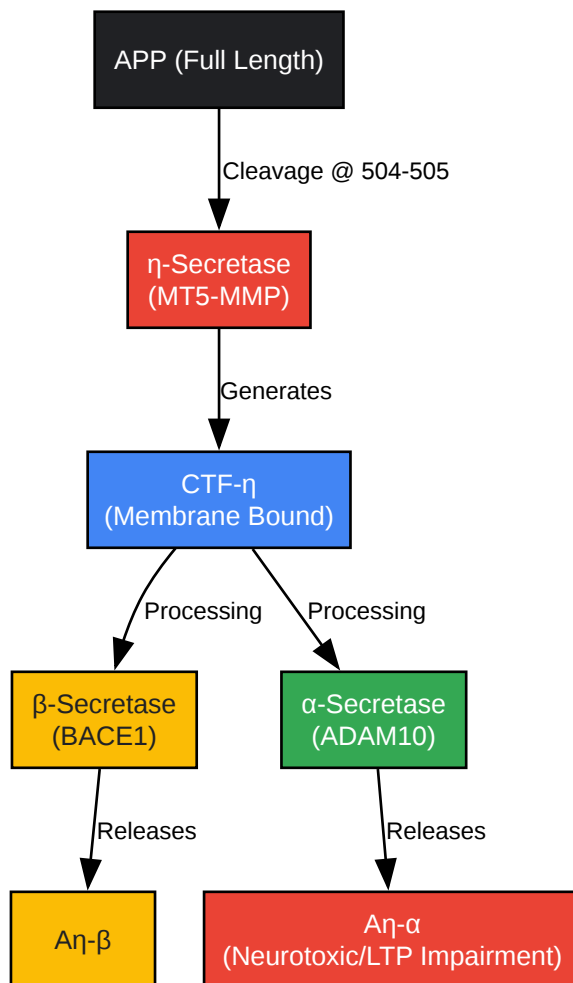 APP (Full Length)
Cleavage @ 504-505
η-Secretase
(MT5-MMP)
Generates
CTF-η
(Membrane Bound)
Processing
Processing
β-Secretase
(BACE1)
α-Secretase
(ADAM10)
Releases
Releases
Aη-β
Aη-α
(Neurotoxic/LTP Impairment)